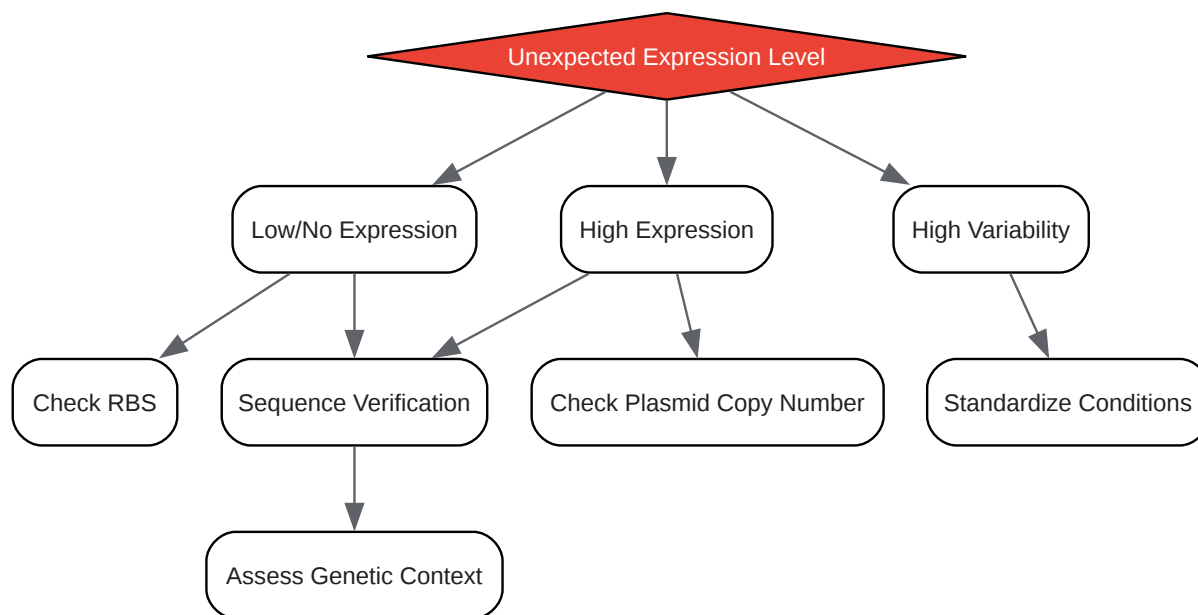 Unexpected Expression Level
Low/No Expression
High Expression
High Variability
Check RBS
Sequence Verification
Check Plasmid Copy Number
Standardize Conditions
Assess Genetic Context